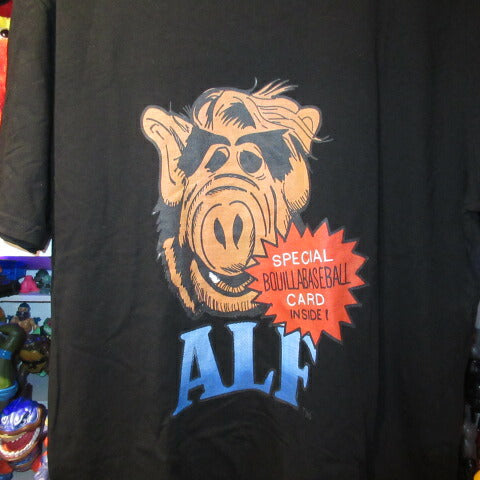 SPECIAL
BOUILLABASEBALL
CARD
INSIDE!
ALF